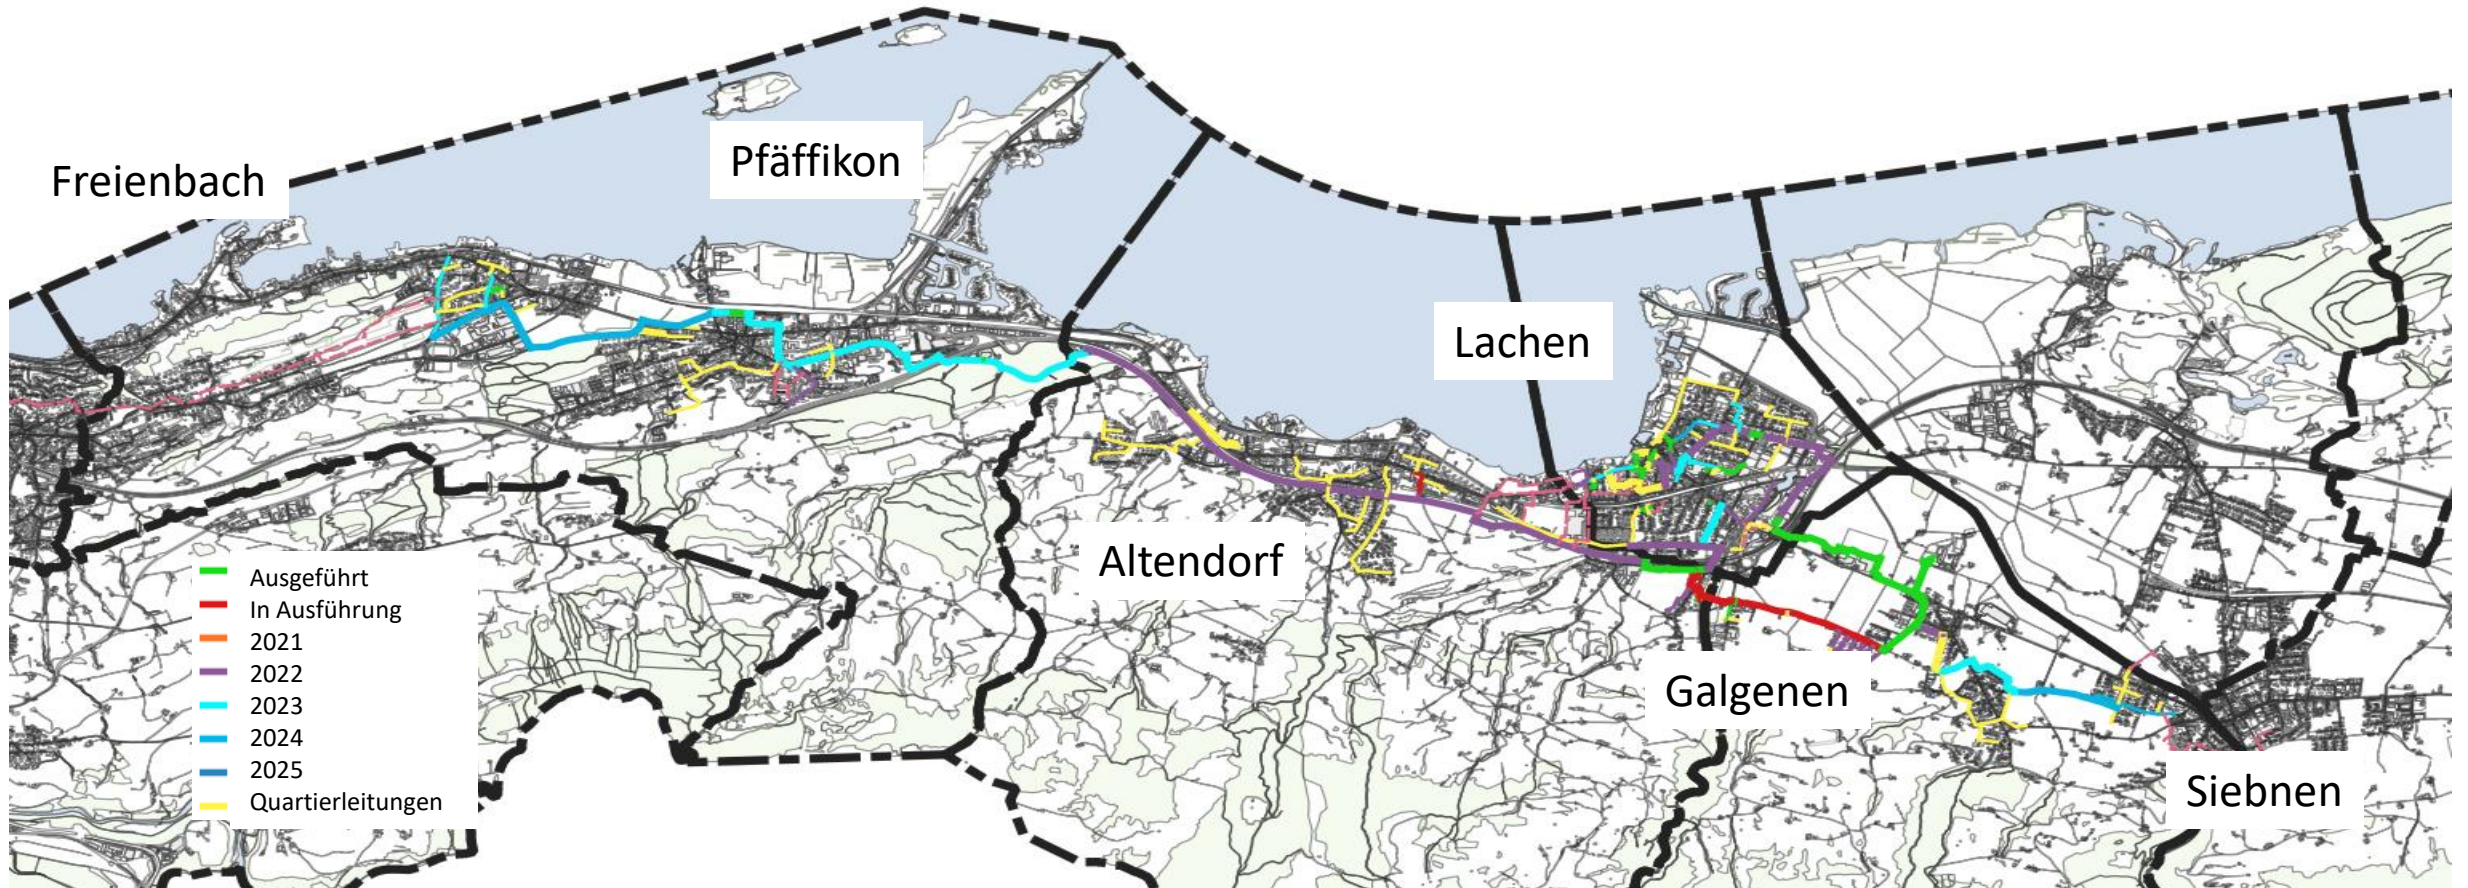 Freienbach
Pfäffikon
Lachen
Altendorf
Galgenen
Siebnen
Ausgeführt
In Ausführung
2021
2022
2023
2024
2025
Quartierleitungen